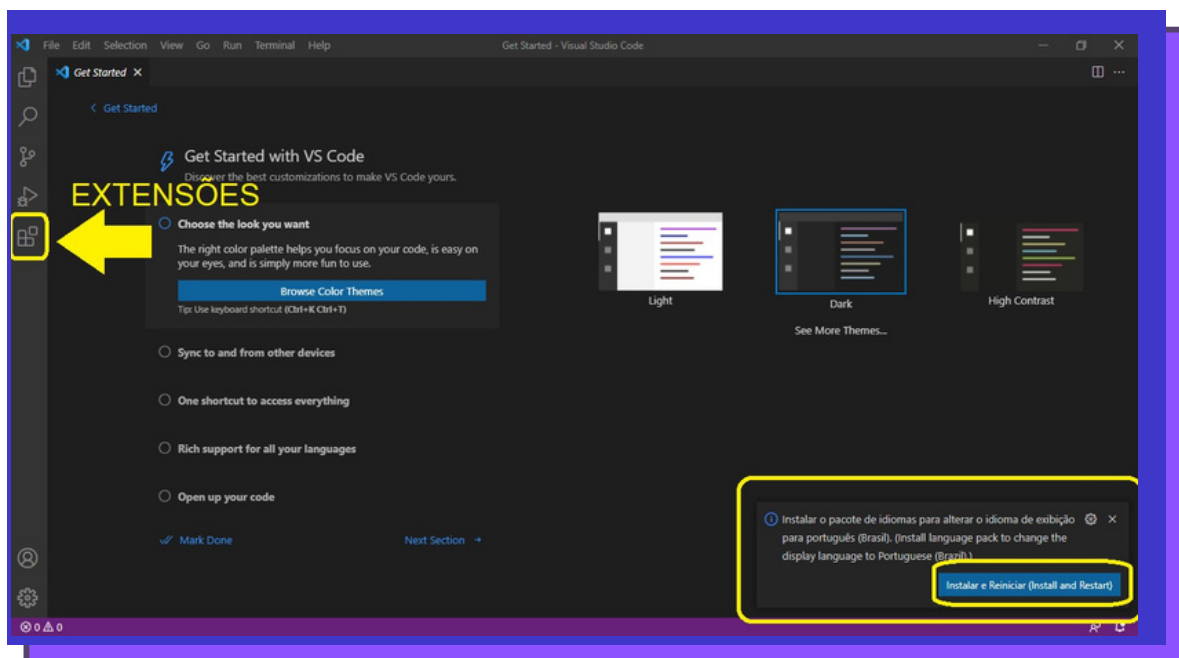 File Edit Selection View Go Run Terminal Help
Get Started - Visual Studio Code
Get Started
Get Started
Get Started with VS Code
Discover the best customizations to make VS Code yours.
EXTENSÕES
Choose the look you want
The right color palette helps you focus on your code, is easy on
your eyes, and is simply more fun to use.
Browse Color Themes
Tip: Use keyboard shortcut (Ctrl+K Ctrl+T)
Light
Dark
High Contrast
See More Themes...
Sync to and from other devices
One shortcut to access everything
Rich support for all your languages
Open up your code
Mark Done
Next Section
Instalar o pacote de idiomas para alterar o idioma de exibição
para português (Brasil). (Install language pack to change the
display language to Portuguese (Brazil).)
Instalar e Reiniciar (Install and Restart)
0 0